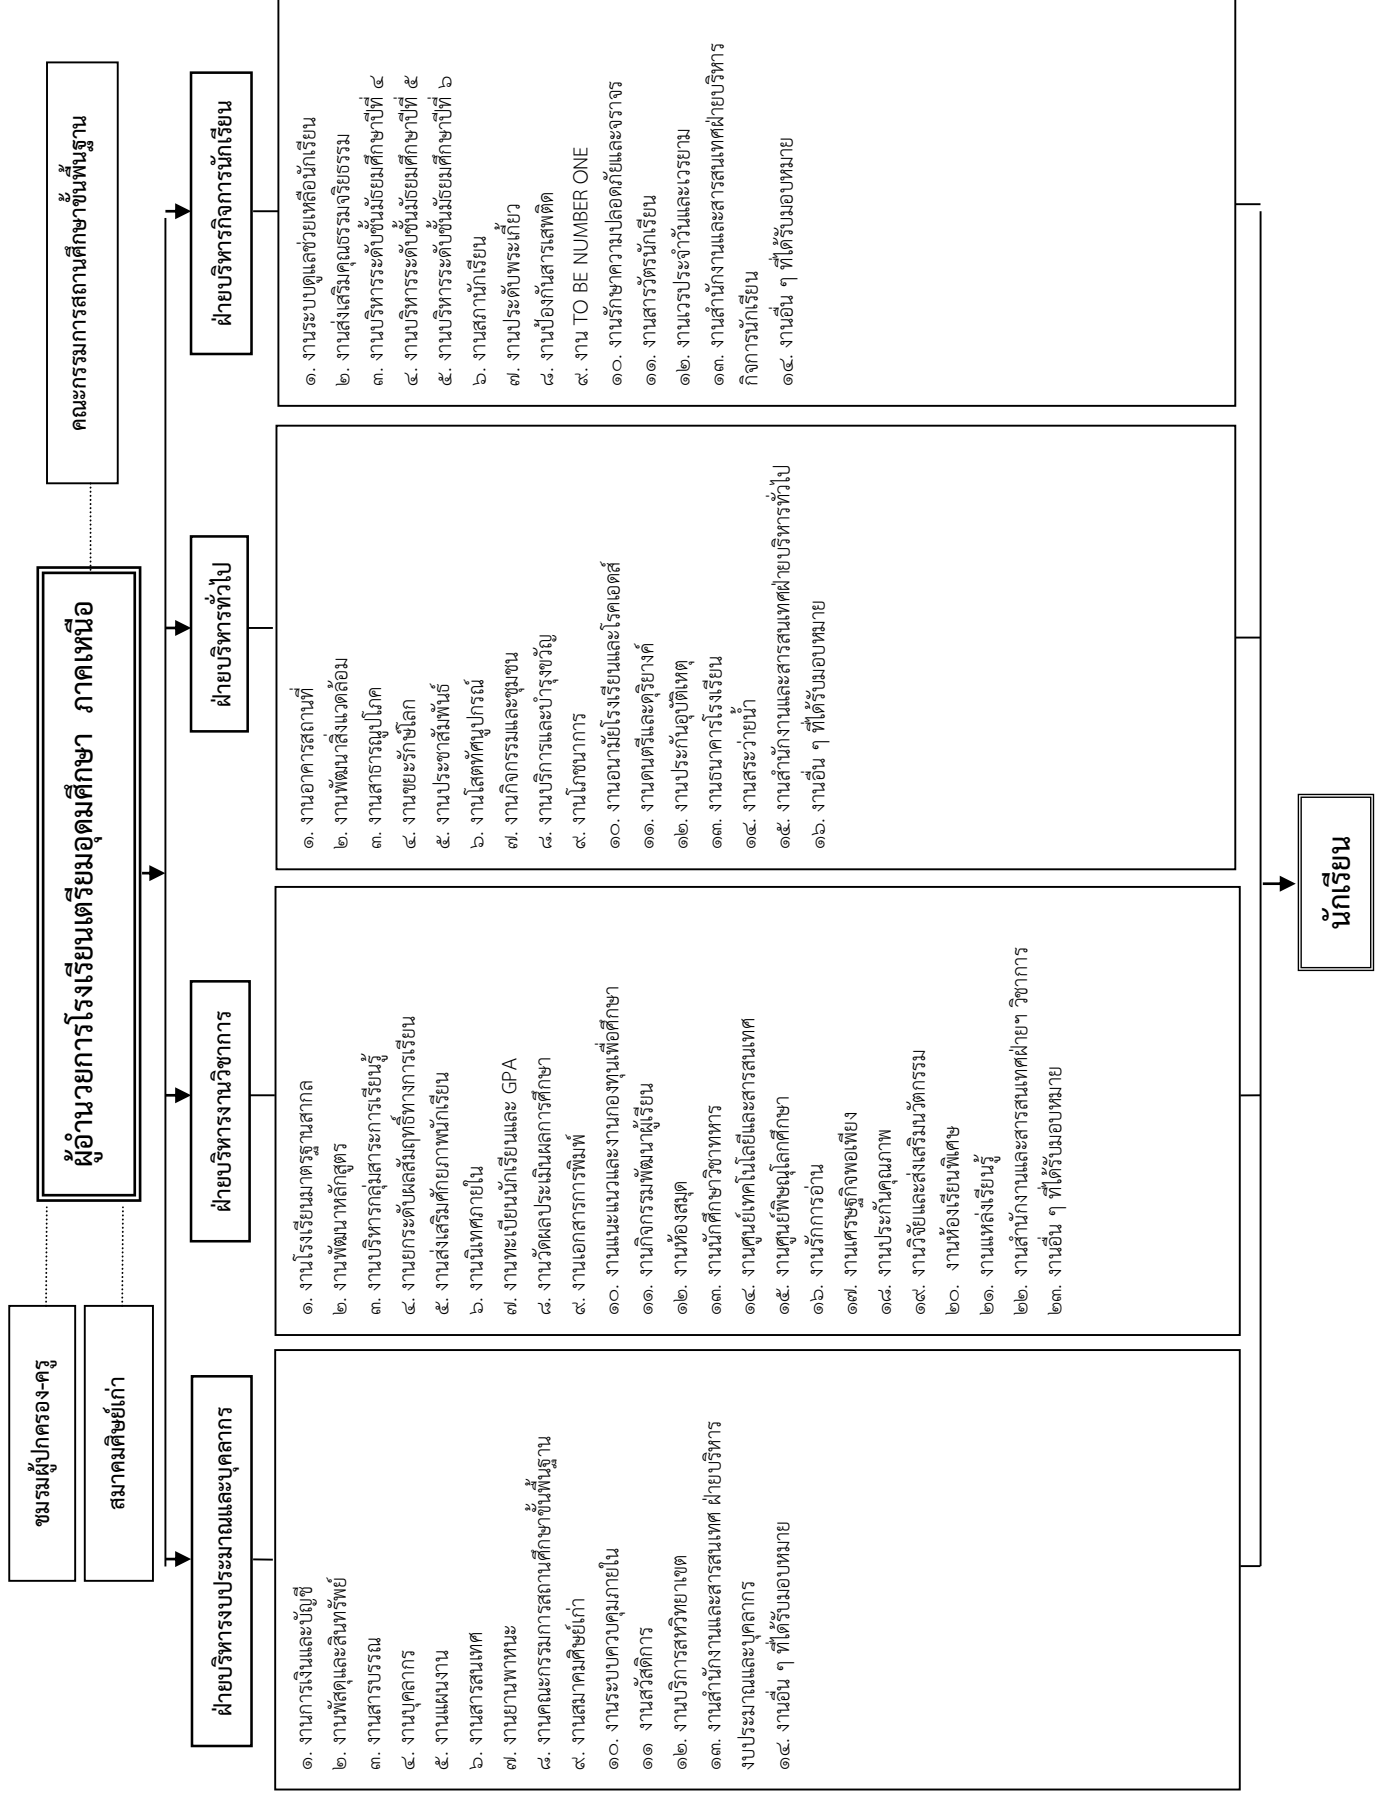 ชมรมผู้ปกครอง-ครู
สมาคมศิษย์เก่า
ผู้อำนวยการโรงเรียนเตรียมอุดมศึกษา ภาคเหนือ
คณะกรรมการสถานศึกษาขั้นพื้นฐาน
ฝ่ายบริหารงบประมาณและบุคลากร
๑. งานการเงินและบัญชี
๒. งานพัสดุและสินทรัพย์
๓. งานสารบรรณ
๔. งานบุคลากร
๕. งานแผนงาน
๖. งานสารสนเทศ
๗. งานยานพาหนะ
๘. งานคณะกรรมการสถานศึกษาขั้นพื้นฐาน
๙. งานสมาคมศิษย์เก่า
๑๐. งานระบบควบคุมภายใน
๑๑ งานสวัสดิการ
๑๒. งานบริการสหวิทยาเขต
๑๓. งานสำนักงานและสารสนเทศ ฝ่ายบริหาร
งบประมาณและบุคลากร
๑๔. งานอื่น ๆ ที่ได้รับมอบหมาย
ฝ่ายบริหารงานวิชาการ
๑. งานโรงเรียนมาตรฐานสากล
๒. งานพัฒนาหลักสูตร
๓. งานบริหารกลุ่มสาระการเรียนรู้
๔. งานยกระดับผลสัมฤทธิ์ทางการเรียน
๕. งานส่งเสริมศักยภาพนักเรียน
๖. งานนิเทศภายใน
๗. งานทะเบียนนักเรียนและ GPA
๘. งานวัดผลประเมินผลการศึกษา
๙. งานเอกสารการพิมพ์
๑๐. งานแนะแนวและงานกองทุนเพื่อศึกษา
๑๑. งานกิจกรรมพัฒนาผู้เรียน
๑๒. งานห้องสมุด
๑๓. งานนักศึกษาวิชาทหาร
๑๔. งานศูนย์เทคโนโลยีและสารสนเทศ
๑๕. งานศูนย์พิษณุโลกศึกษา
๑๖. งานรักการอ่าน
๑๗. งานเศรษฐกิจพอเพียง
๑๘. งานประกันคุณภาพ
๑๙. งานวิจัยและส่งเสริมนวัตกรรม
๒๐. งานห้องเรียนพิเศษ
๒๑. งานแหล่งเรียนรู้
๒๒. งานสำนักงานและสารสนเทศฝ่ายฯ วิชาการ
๒๓. งานอื่น ๆ ที่ได้รับมอบหมาย
ฝ่ายบริหารทั่วไป
๑. งานอาคารสถานที่
๒. งานพัฒนาสิ่งแวดล้อม
๓. งานสาธารณูปโภค
๔. งานขยะรักษ์โลก
๕. งานประชาสัมพันธ์
๖. งานโสตทัศนูปกรณ์
๗. งานกิจกรรมและชุมชน
๘. งานบริการและบำรุงขวัญ
๙. งานโภชนาการ
๑๐. งานอนามัยโรงเรียนและโรคเอดส์
๑๑. งานดนตรีและดุริยางค์
๑๒. งานประกันอุบัติเหตุ
๑๓. งานธนาคารโรงเรียน
๑๔. งานสระว่ายน้ำ
๑๕. งานสำนักงานและสารสนเทศฝ่ายบริหารทั่วไป
๑๖. งานอื่น ๆ ที่ได้รับมอบหมาย
ฝ่ายบริหารกิจการนักเรียน
๑. งานระบบดูแลช่วยเหลือนักเรียน
๒. งานส่งเสริมคุณธรรมจริยธรรม
๓. งานบริหารระดับชั้นมัธยมศึกษาปีที่ ๔
๔. งานบริหารระดับชั้นมัธยมศึกษาปีที่ ๕
๕. งานบริหารระดับชั้นมัธยมศึกษาปีที่ ๖
๖. งานสภานักเรียน
๗. งานประดับพระเกี้ยว
๘. งานป้องกันสารเสพติด
๙. งาน TO BE NUMBER ONE
๑๐. งานรักษาความปลอดภัยและจราจร
๑๑. งานสารวัตรนักเรียน
๑๒. งานเวรประจำวันและเวรยาม
๑๓. งานสำนักงานและสารสนเทศฝ่ายบริหาร
กิจการนักเรียน
๑๔. งานอื่น ๆ ที่ได้รับมอบหมาย
นักเรียน